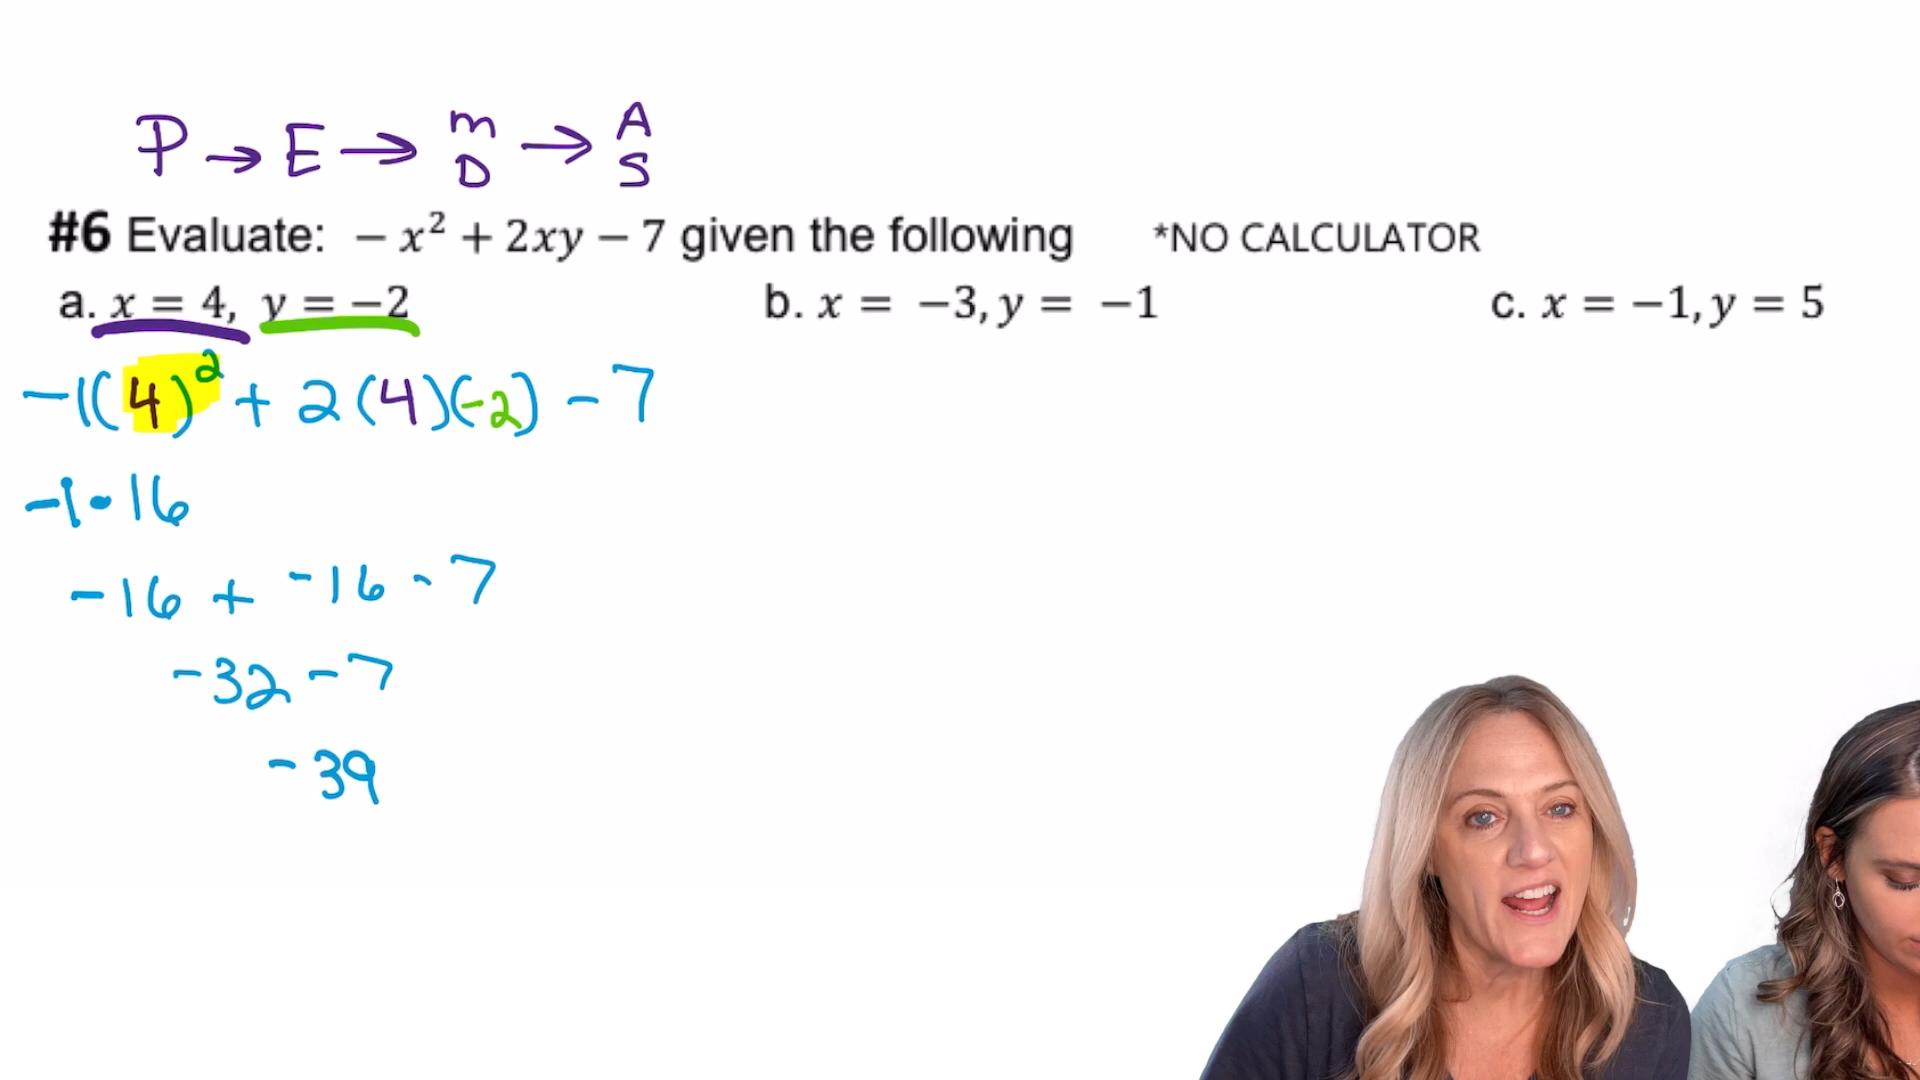 P → E → m D → A S
#6 Evaluate: − x² + 2xy − 7 given the following *NO CALCULATOR
a. x = 4, y = −2 b. x = −3, y = −1 c. x = −1, y = 5
-1(4)² + 2(4)(-2) - 7
-1 • 16
-16 + -16 - 7
-32 - 7
-39